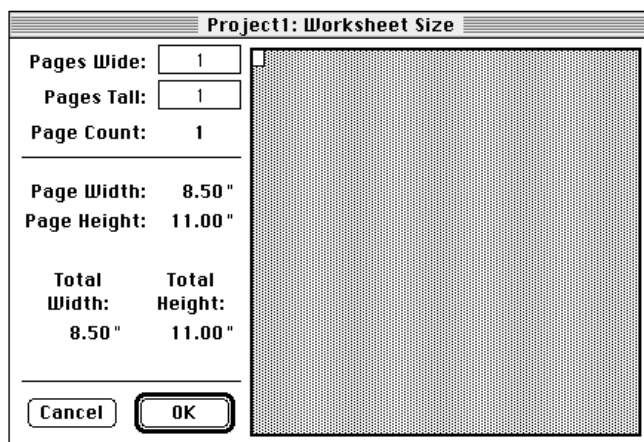 Project1: Worksheet Size
Pages Wide: 1
Pages Tall: 1
Page Count: 1
Page Width: 8.50"
Page Height: 11.00"
Total Total
Width: Height:
8.50" 11.00"
Cancel OK